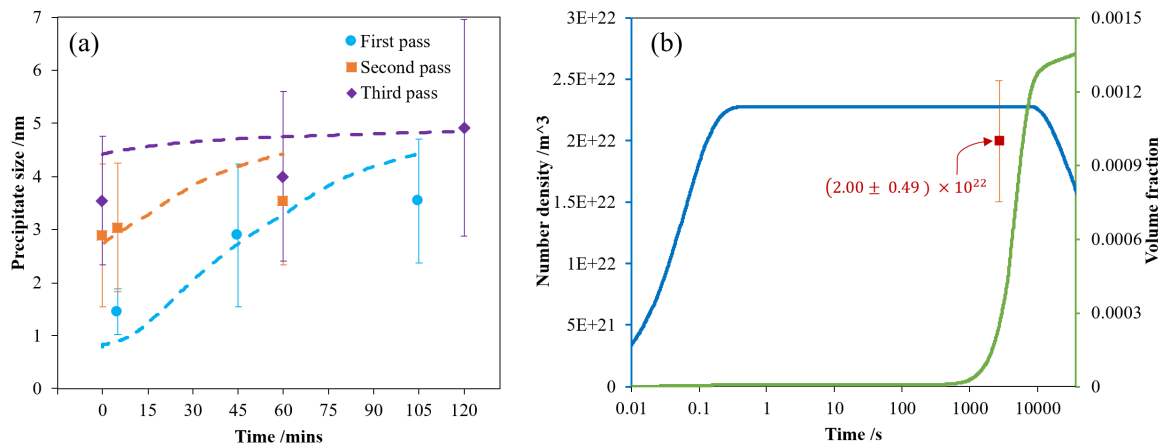 (a)
First pass
Second pass
Third pass
Precipitate size /nm
7
6
5
4
3
2
1
0
0 15 30 45 60 75 90 105 120
Time /mins
(b)
(2.00 ± 0.49 ) × 10²²
Number density /m^3
3E+22
2.5E+22
2E+22
1.5E+22
1E+22
5E+21
0
0.01 0.1 1 10 100 1000 10000
Time /s
0.0015
0.0012
0.0009
0.0006
0.0003
0
Volume fraction